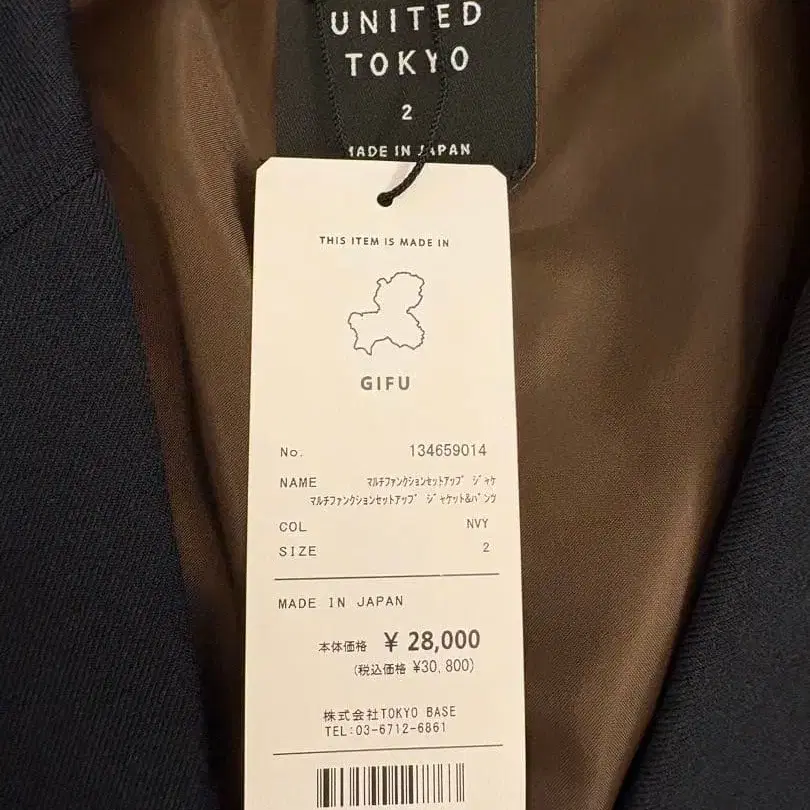 UNITED
TOKYO
2
MADE IN JAPAN
THIS ITEM IS MADE IN
GIFU
No. 134659014
NAME ﾏﾙﾁﾌｧﾝｸｼｮﾝｾｯﾄｱｯﾌﾟ ｼﾞｬｹ
ﾏﾙﾁﾌｧﾝｸｼｮﾝｾｯﾄｱｯﾌﾟ ｼﾞｬｹｯﾄ&ﾊﾟﾝﾂ
COL NVY
SIZE 2
MADE IN JAPAN
本体価格 ¥ 28,000
(税込価格 ¥30,800)
株式会社TOKYO BASE
TEL:03-6712-6861